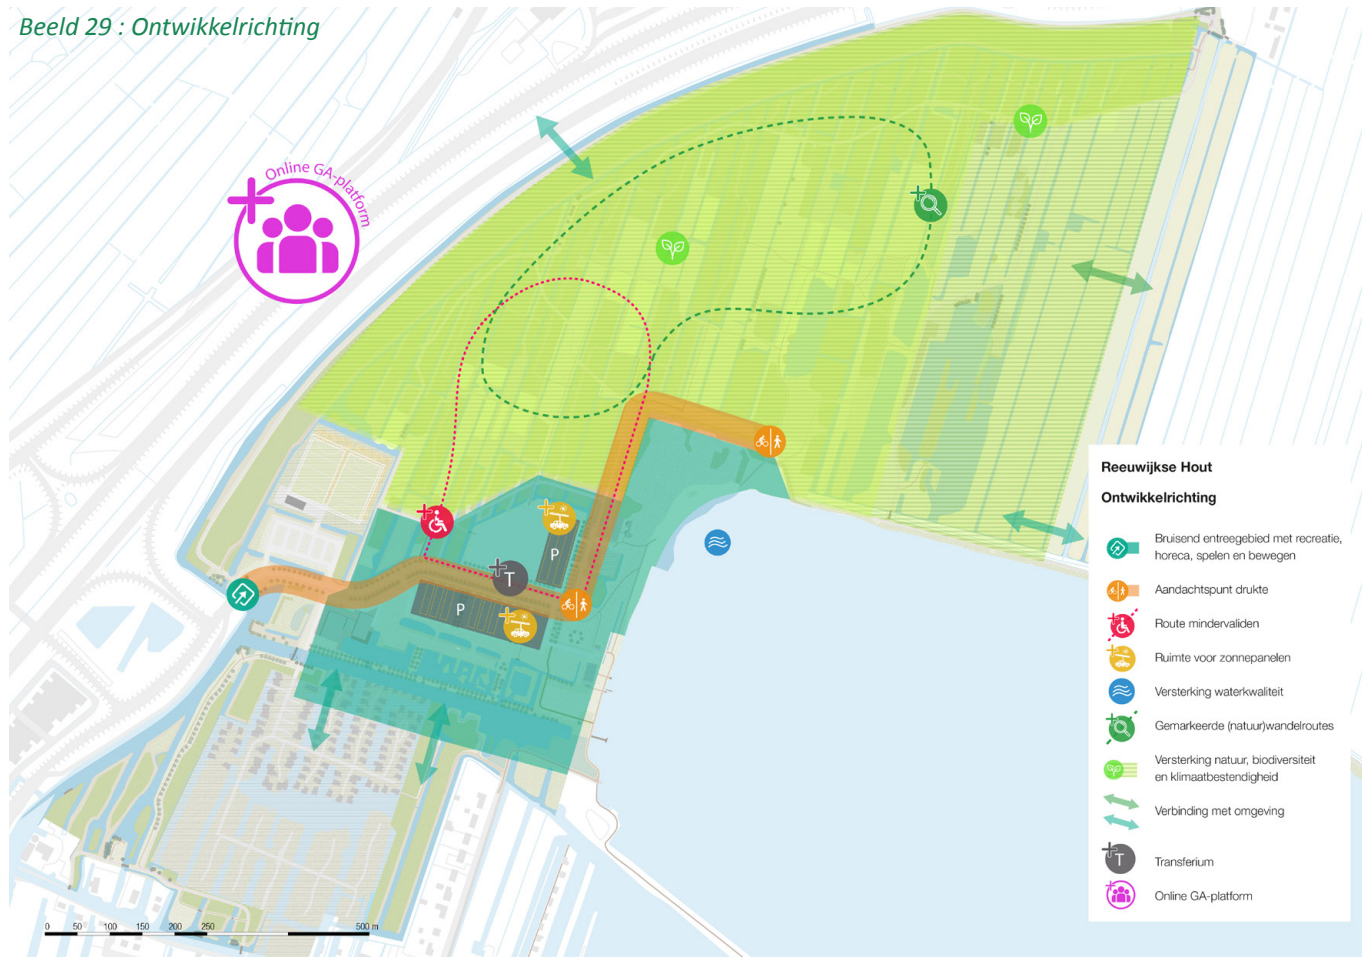 Beeld 29 : Ontwikkelrichting
Online GA-platform
P
T
P
Reeuwijkse Hout
Ontwikkelrichting
Bruisend entreegebied met recreatie,
horeca, spelen en bewegen
Aandachtspunt drukte
Route mindervaliden
Ruimte voor zonnepanelen
Versterking waterkwaliteit
Gemarkeerde (natuur)wandelroutes
Versterking natuur, biodiversiteit
en klimaatbestendigheid
Verbinding met omgeving
T
Transferium
Online GA-platform
0 50 100 150 200 250 500 m